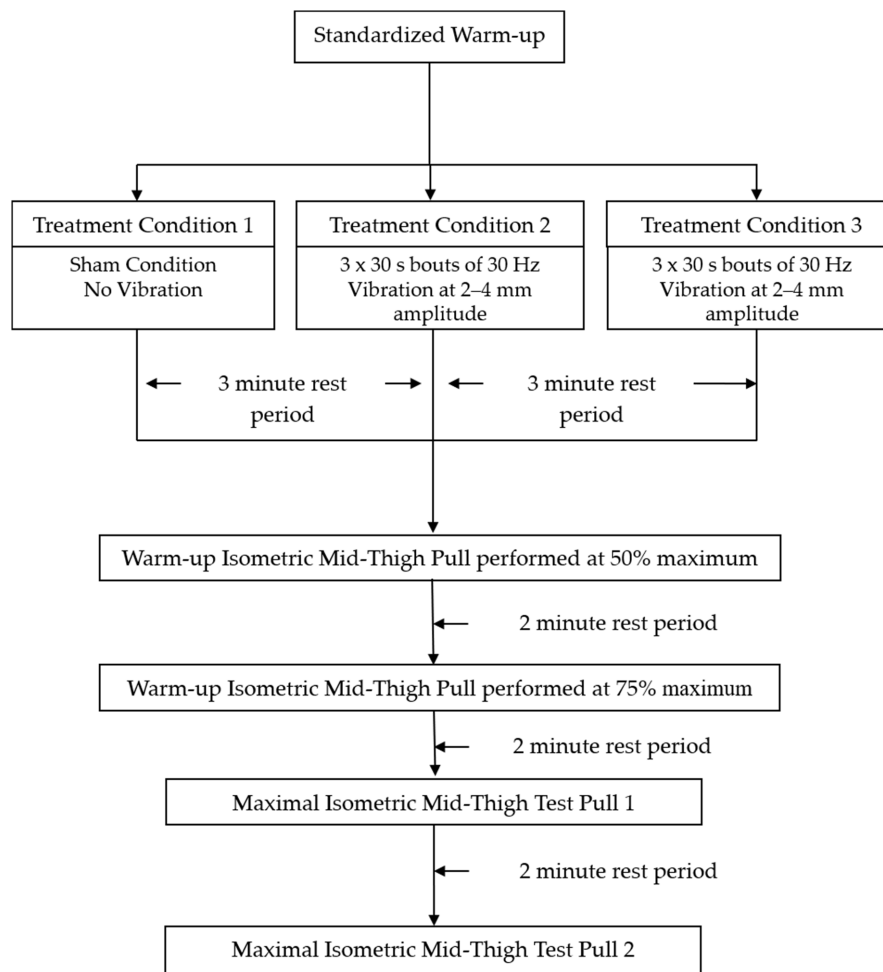 Standardized Warm-up
Treatment Condition 1
Sham Condition
No Vibration
Treatment Condition 2
3 x 30 s bouts of 30 Hz
Vibration at 2–4 mm
amplitude
Treatment Condition 3
3 x 30 s bouts of 30 Hz
Vibration at 2–4 mm
amplitude
3 minute rest
period
3 minute rest
period
Warm-up Isometric Mid-Thigh Pull performed at 50% maximum
2 minute rest period
Warm-up Isometric Mid-Thigh Pull performed at 75% maximum
2 minute rest period
Maximal Isometric Mid-Thigh Test Pull 1
2 minute rest period
Maximal Isometric Mid-Thigh Test Pull 2